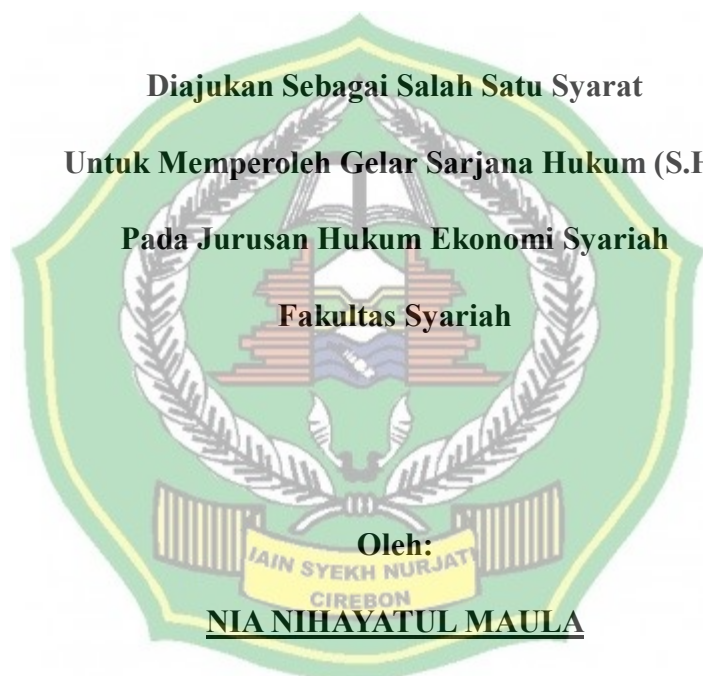 Diajukan Sebagai Salah Satu Syarat
Untuk Memperoleh Gelar Sarjana Hukum (S.H
Pada Jurusan Hukum Ekonomi Syariah
Fakultas Syariah
Oleh:
IAIN SYEKH NURJATI
CIREBON
NIA NIHAYATUL MAULA